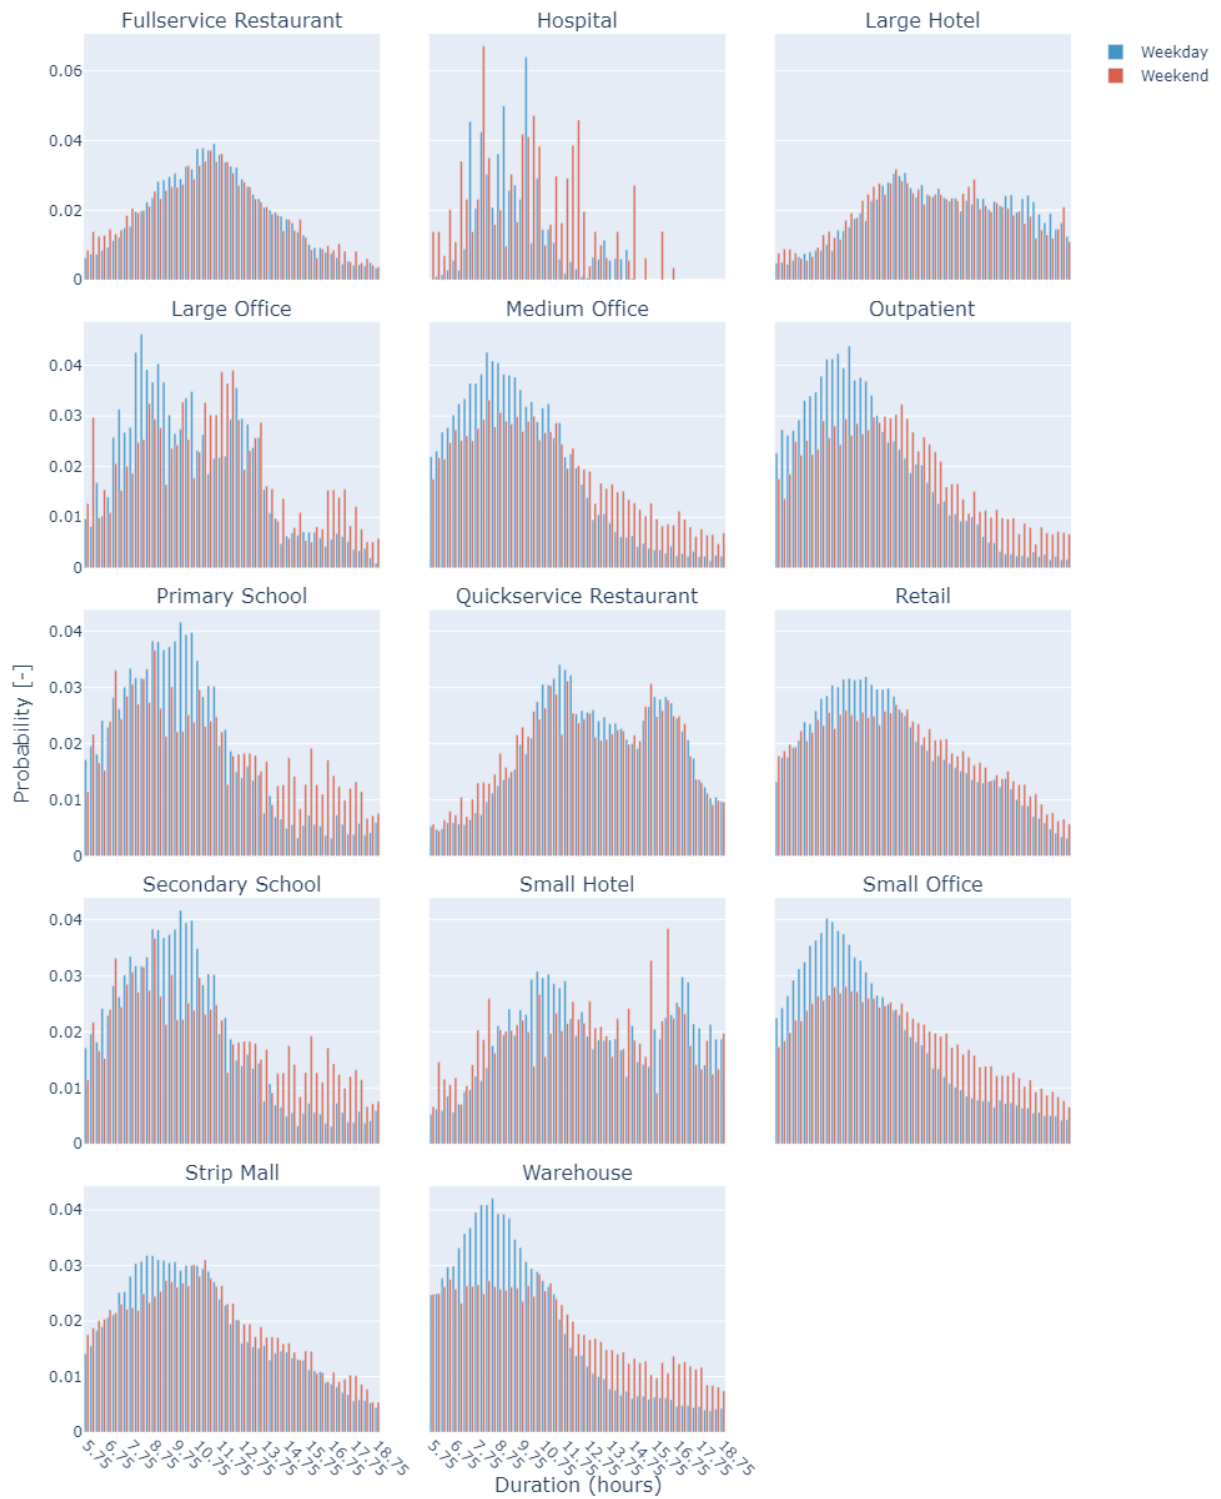 Fullservice Restaurant
Hospital
Large Hotel
Weekday
Weekend
0.06
0.04
0.02
0
Large Office
Medium Office
Outpatient
0.04
0.03
0.02
0.01
0
Primary School
Quickservice Restaurant
Retail
0.04
0.03
0.02
0.01
0
Probability [-]
Secondary School
Small Hotel
Small Office
0.04
0.03
0.02
0.01
0
Strip Mall
Warehouse
0.04
0.03
0.02
0.01
0
5.75 6.75 7.75 8.75 9.75 10.75 11.75 12.75 13.75 14.75 15.75 16.75 17.75 18.75
5.75 6.75 7.75 8.75 9.75 10.75 11.75 12.75 13.75 14.75 15.75 16.75 17.75 18.75
Duration (hours)